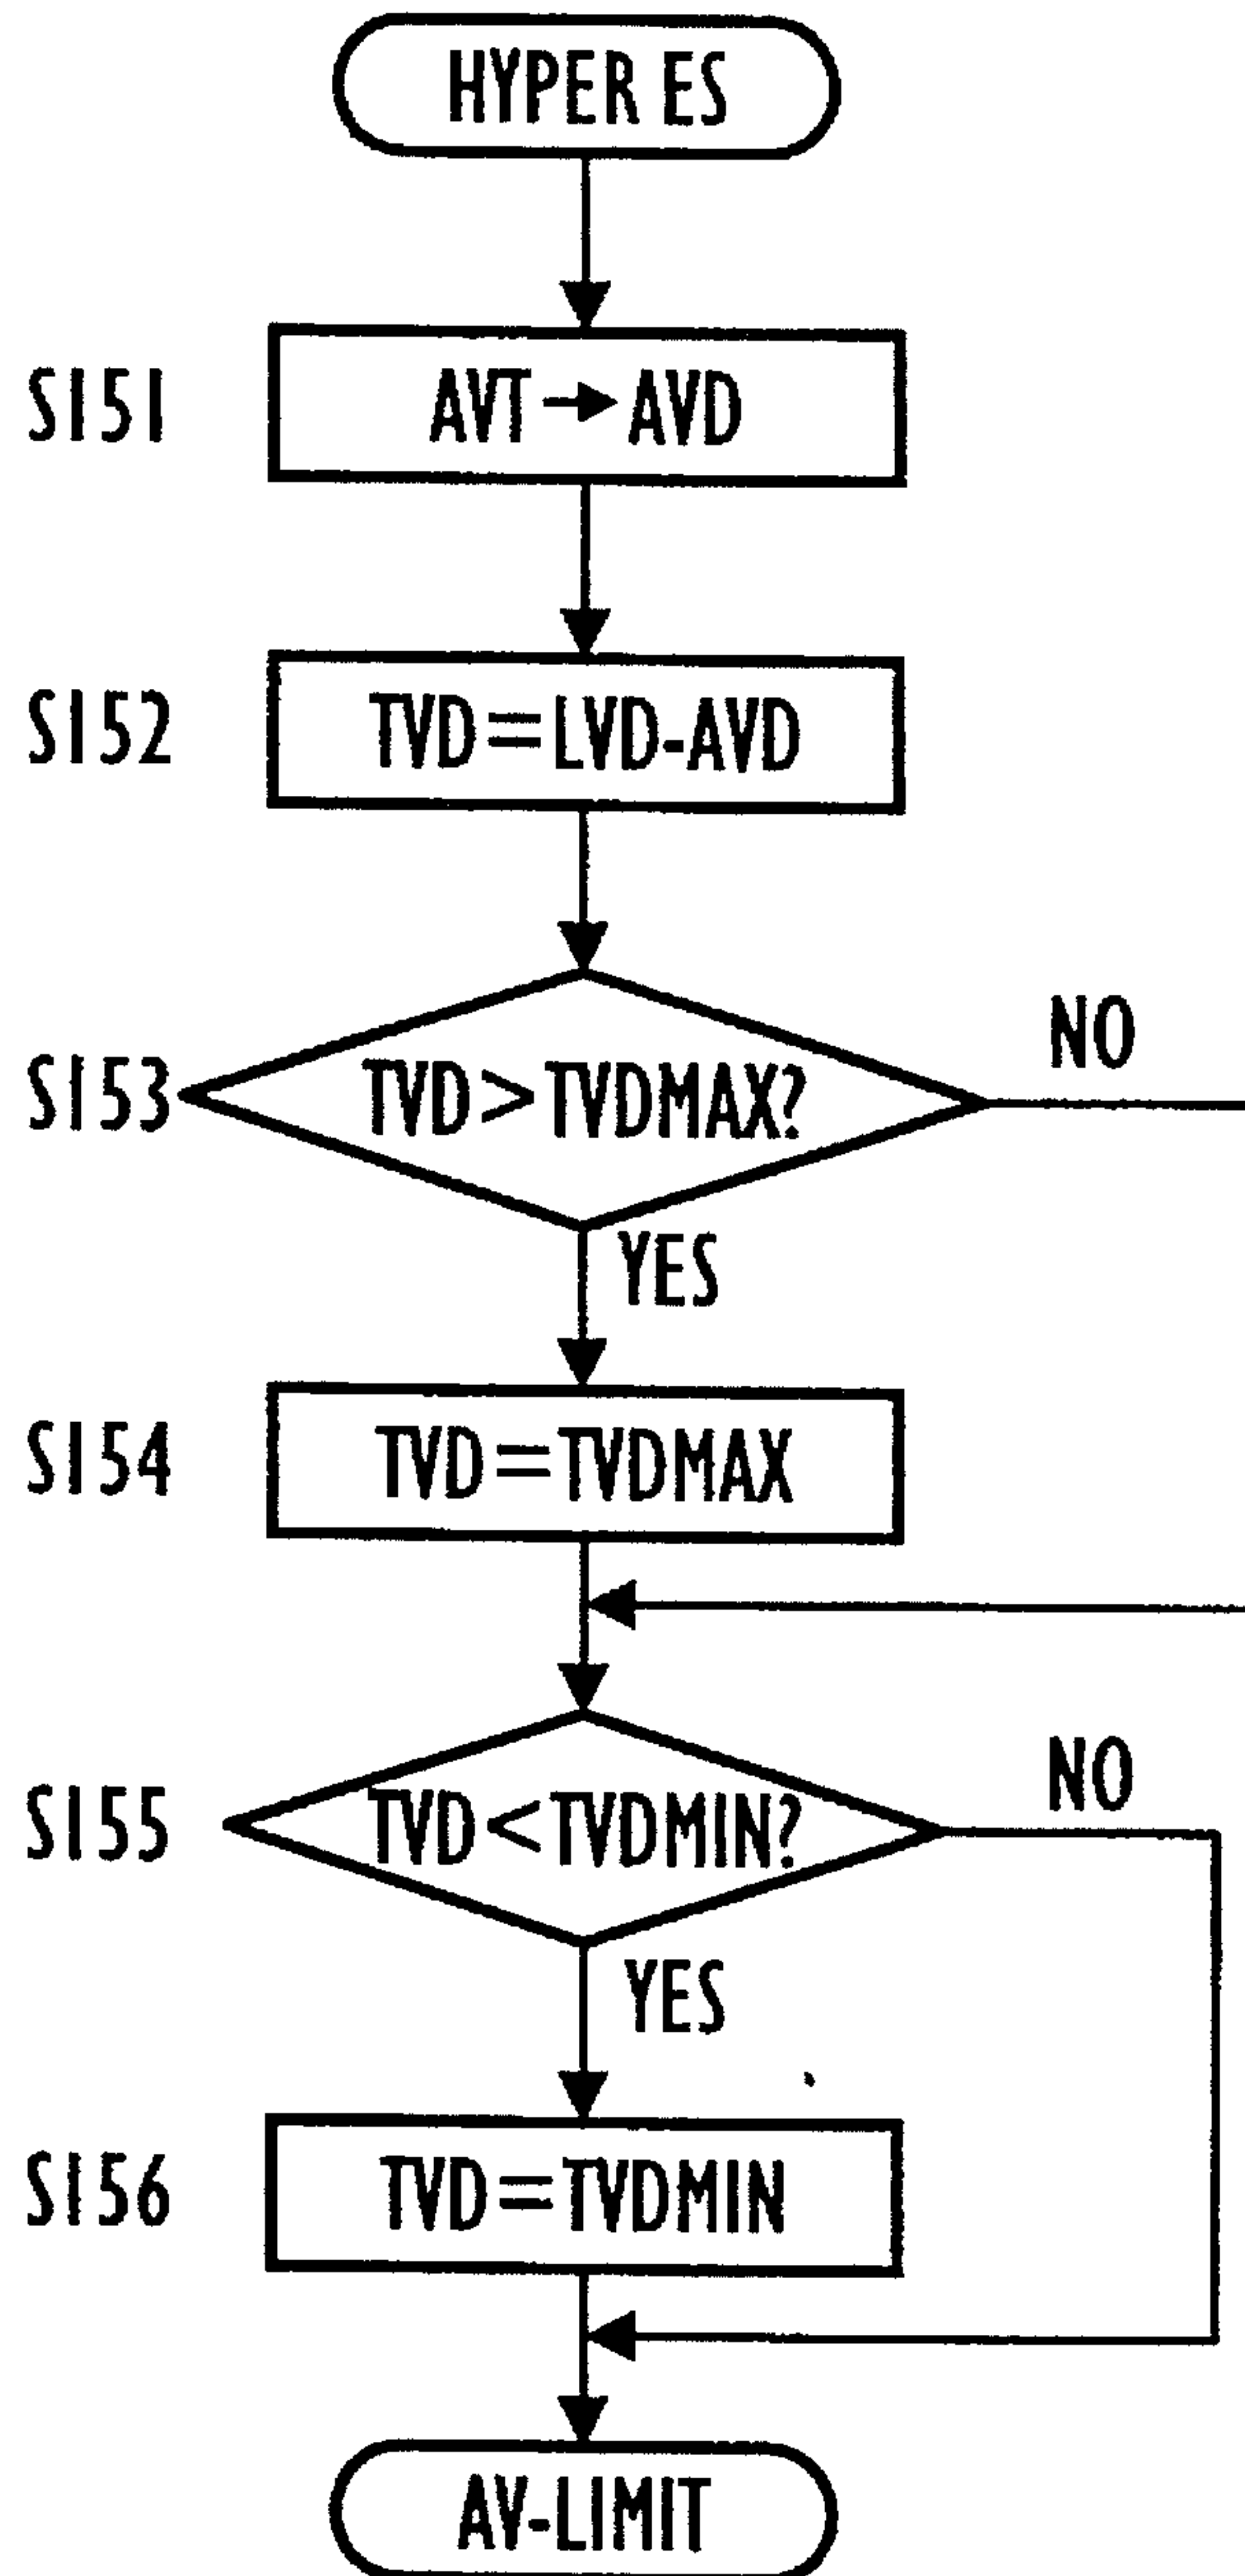 HYPER ES
S151 AVT→AVD
S152 TVD=LVD-AVD
S153 TVD>TVDMAX? NO
YES
S154 TVD=TVDMAX
S155 TVD<TVDMIN? NO
YES
S156 TVD=TVDMIN
AV-LIMIT